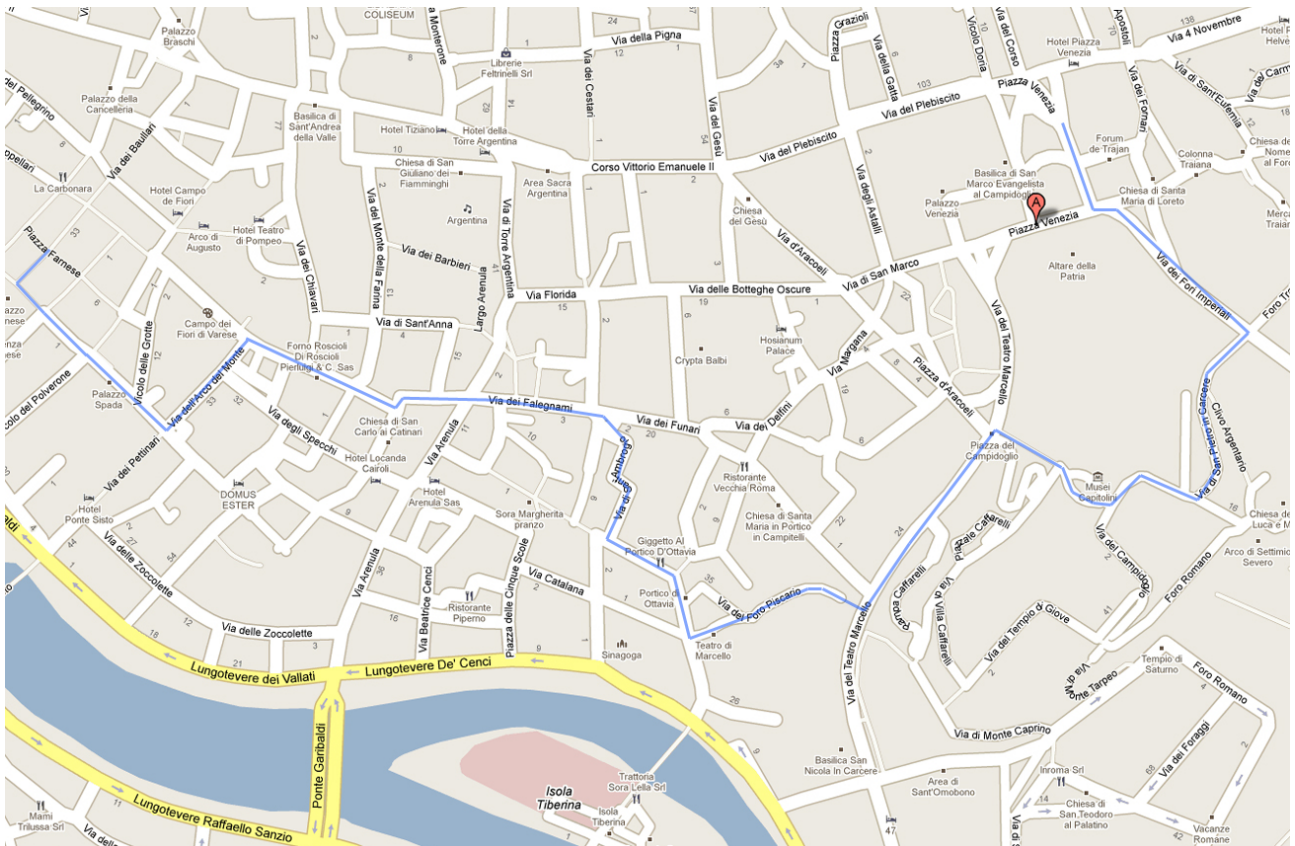 COLISEUM
Palazzo
Braschi
Via Monterone
Librerie
Feltrinelli Srl
Via della Pigna
Via dei Cestari
Piazza Grazioli
Via della Gatta
Vicolo Doria
Via del Corso
Hotel Piazza
Venezia
Apostoli
Via 4 Novembre
Via di Sant'Eufemia
Via dei Fornari
Palazzo della
Cancelleria
del Pellegrino
Via dei Baullari
Basilica di
Sant'Andrea
della Valle
Hotel Tiziano
Hotel della
Torre Argentina
Chiesa di San
Giuliano dei
Fiamminghi
Area Sacra
Argentina
Corso Vittorio Emanuele II
Via del Gesù
Via del Plebiscito
Via del Plebiscito
Piazza Venezia
Forum
de Trajan
Colonna
Traiana
Basilica di San
Marco Evangelista
al Campidoglio
Chiesa di Santa
Maria di Loreto
La Carbonara
Hotel Campo
de Fiori
Arco di
Augusto
Hotel Teatro
di Pompeo
Via dei Chiavari
Via del Monte della Farina
Argentina
Via dei Barbieri
Via di Torre Argentina
Largo Arenula
Chiesa
del Gesù
Via degli Astalli
Palazzo
Venezia
A
Piazza Venezia
Altare della
Patria
Via dei Fori Imperiali
Via d'Aracoeli
Via di San Marco
Piazza Farnese
Via Florida
Via delle Botteghe Oscure
Via di Sant'Anna
Campo dei
Fiori di Varese
Forno Roscioli
Di Roscioli
Pierluigi & C. Sas
Vicolo delle Grotte
Via dell'Arco del Monte
Hosianum
Palace
Crypta Balbi
Via Margana
Piazza d'Aracoeli
Via del Teatro Marcello
Palazzo
Spada
Via degli Specchi
Chiesa di San
Carlo ai Catinari
Via dei Falegnami
Via dei Funari
Via dei Delfini
Piazza del
Campidoglio
Via di San Pietro in Carcere
Clivo Argentano
Via dei Pettinari
Hotel Locanda
Cairoli
Via Arenula
Via di Sant'Ambrogio
Ristorante
Vecchia Roma
Musei
Capitolini
Hotel
Ponte Sisto
DOMUS
ESTER
Hotel
Arenula Sas
Sora Margherita
pranzo
Chiesa di Santa
Maria in Portico
in Campitelli
Giggetto Al
Portico D'Ottavia
Piazzale Caffarelli
Via del Campidoglio
Arco di Settimio
Severo
Foro Romano
Via delle Zoccolette
Via Arenula
Via Beatrice Cenci
Piazza delle Cinque Scole
Ristorante
Piperno
Via Catalana
Portico di
Ottavia
Via del Foro Piscario
Teatro di
Marcello
Rampa Caffarelli
Via di Villa Caffarelli
Via del Tempio di Giove
Via delle Zoccolette
Sinagoga
Via del Teatro Marcello
Via di Monte Tarpeo
Tempio di
Saturno
Foro Romano
Lungotevere dei Vallati
Lungotevere De' Cenci
Ponte Garibaldi
Via di Monte Caprino
Via dei Foraggi
Basilica San
Nicola In Carcere
Area di
Sant'Omobono
Trattoria
Sora Lella Srl
Isola
Tiberina
Isola
Tiberina
Inroma Srl
Chiesa di
San Teodoro
al Palatino
Mami
Trilussa Srl
Lungotevere Raffaello Sanzio
Vacanze
Romane